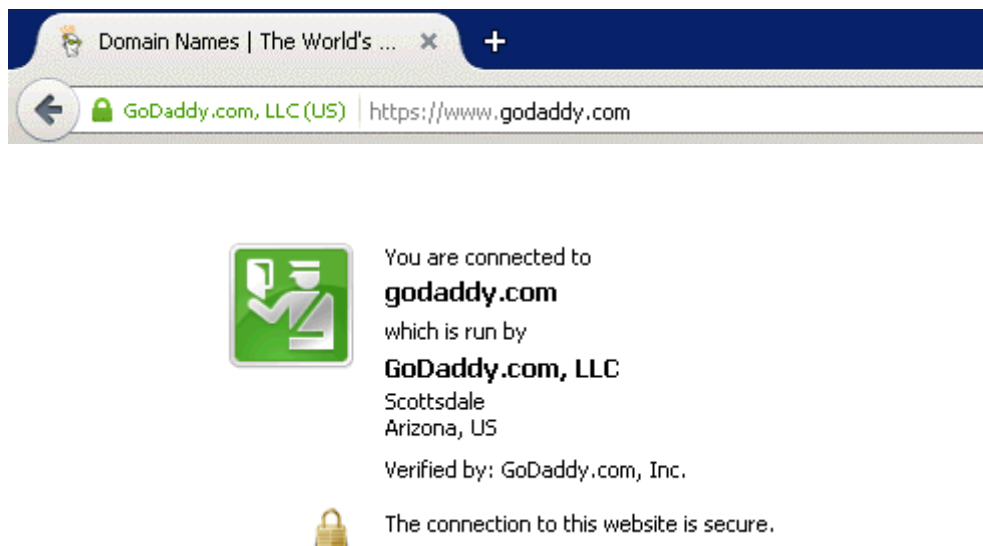 Domain Names | The World's ...
GoDaddy.com, LLC (US) https://www.godaddy.com
You are connected to
godaddy.com
which is run by
GoDaddy.com, LLC
Scottsdale
Arizona, US
Verified by: GoDaddy.com, Inc.
The connection to this website is secure.